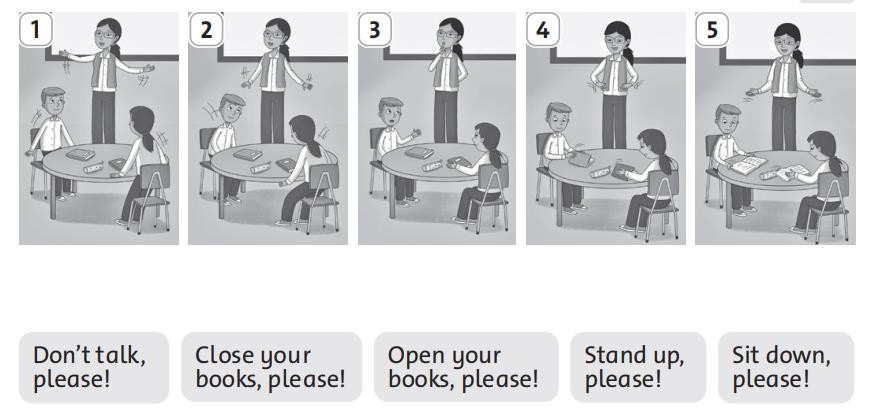 1
2
3
4
5
Don't talk,
please!
Close your
books, please!
Open your
books, please!
Stand up,
please!
Sit down,
please!